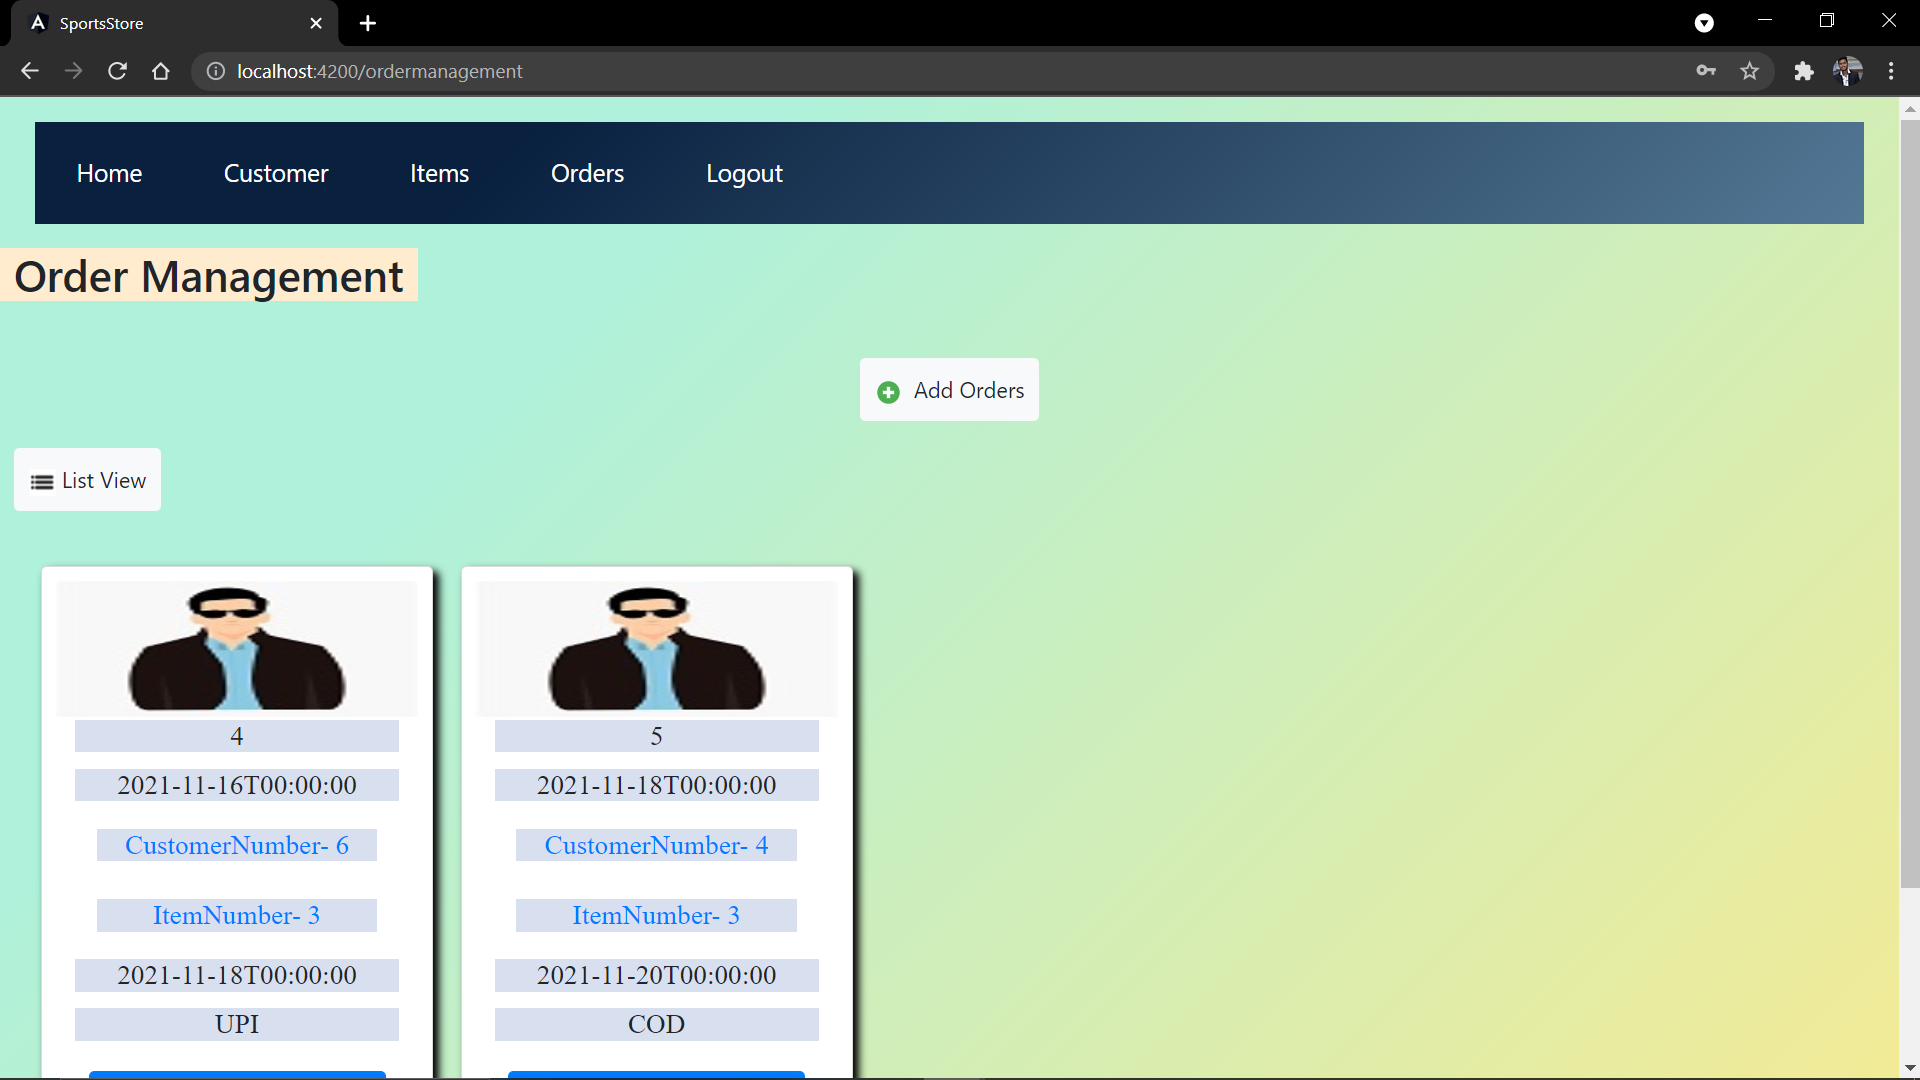 SportsStore
localhost:4200/ordermanagement
Home Customer Items Orders Logout
Order Management
Add Orders
List View
4
2021-11-16T00:00:00
CustomerNumber- 6
ItemNumber- 3
2021-11-18T00:00:00
UPI
5
2021-11-18T00:00:00
CustomerNumber- 4
ItemNumber- 3
2021-11-20T00:00:00
COD